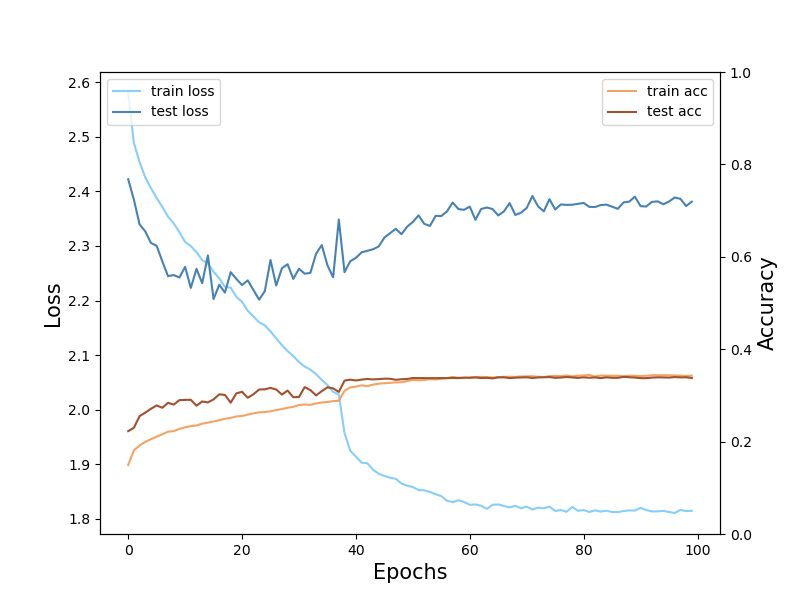 train loss
test loss
train acc
test acc
2.6
2.5
2.4
2.3
2.2
2.1
2.0
1.9
1.8
Loss
1.0
0.8
0.6
0.4
0.2
0.0
Accuracy
0 20 40 60 80 100
Epochs